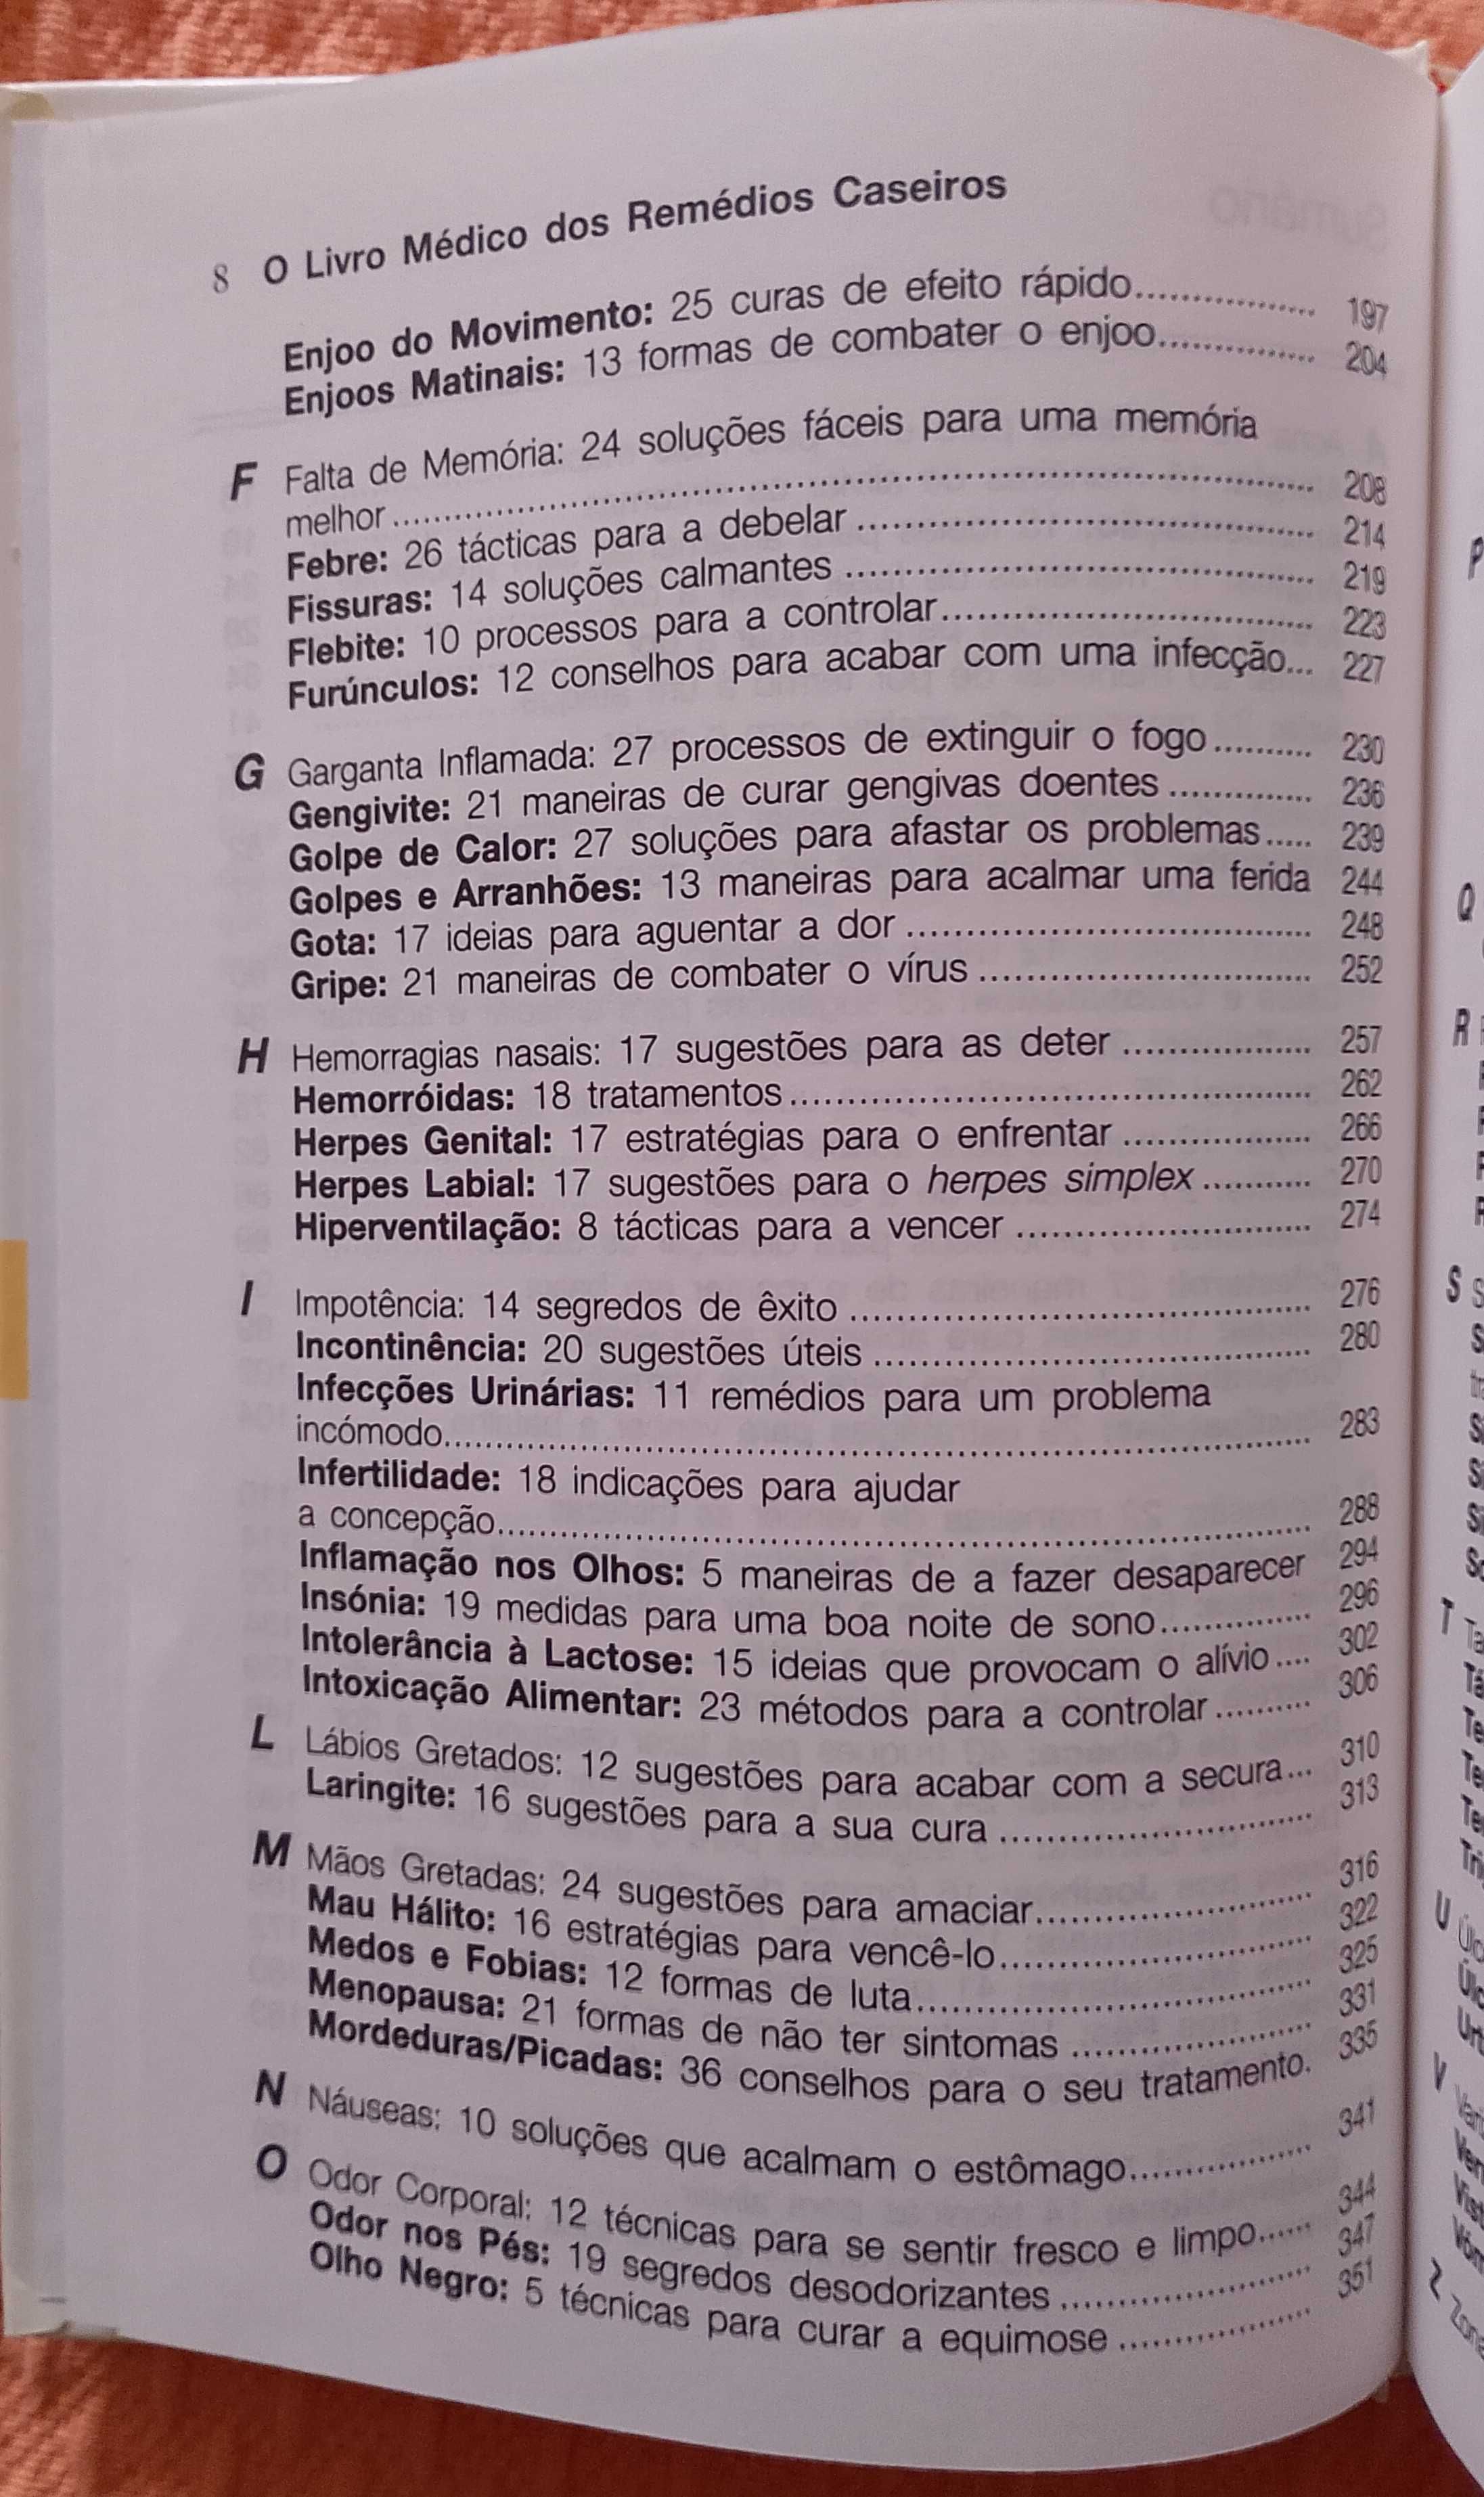 8 O Livro Médico dos Remédios Caseiros
Enjoo do Movimento: 25 curas de efeito rápido................ 197
Enjoos Matinais: 13 formas de combater o enjoo.............. 204
F Falta de Memória: 24 soluções fáceis para uma memória
melhor................................................................................ 208
Febre: 26 tácticas para a debelar ........................................ 214
Fissuras: 14 soluções calmantes ......................................... 219
Flebite: 10 processos para a controlar................................ 223
Furúnculos: 12 conselhos para acabar com uma infecção... 227
G Garganta Inflamada: 27 processos de extinguir o fogo.......... 230
Gengivite: 21 maneiras de curar gengivas doentes .............. 236
Golpe de Calor: 27 soluções para afastar os problemas..... 239
Golpes e Arranhões: 13 maneiras para acalmar uma ferida 244
Gota: 17 ideias para aguentar a dor ................................... 248
Gripe: 21 maneiras de combater o vírus ............................. 252
H Hemorragias nasais: 17 sugestões para as deter .................. 257
Hemorróidas: 18 tratamentos.............................................. 262
Herpes Genital: 17 estratégias para o enfrentar .................. 266
Herpes Labial: 17 sugestões para o herpes simplex ........... 270
Hiperventilação: 8 tácticas para a vencer ............................ 274
I Impotência: 14 segredos de êxito ........................................ 276
Incontinência: 20 sugestões úteis ....................................... 280
Infecções Urinárias: 11 remédios para um problema
incómodo............................................................................. 283
Infertilidade: 18 indicações para ajudar
a concepção......................................................................... 288
Inflamação nos Olhos: 5 maneiras de a fazer desaparecer 294
Insónia: 19 medidas para uma boa noite de sono.............. 296
Intolerância à Lactose: 15 ideias que provocam o alívio.... 302
Intoxicação Alimentar: 23 métodos para a controlar .......... 306
L Lábios Gretados: 12 sugestões para acabar com a secura... 310
Laringite: 16 sugestões para a sua cura ............................ 313
M Mãos Gretadas: 24 sugestões para amaciar........................ 316
Mau Hálito: 16 estratégias para vencê-lo............................ 322
Medos e Fobias: 12 formas de luta.................................... 325
Menopausa: 21 formas de não ter sintomas ...................... 331
Mordeduras/Picadas: 36 conselhos para o seu tratamento. 335
N Náuseas: 10 soluções que acalmam o estômago................ 341
O Odor Corporal: 12 técnicas para se sentir fresco e limpo...... 344
Odor nos Pés: 19 segredos desodorizantes ....................... 347
Olho Negro: 5 técnicas para curar a equimose .................. 351
P
Q
R
S
T
U
V
Z